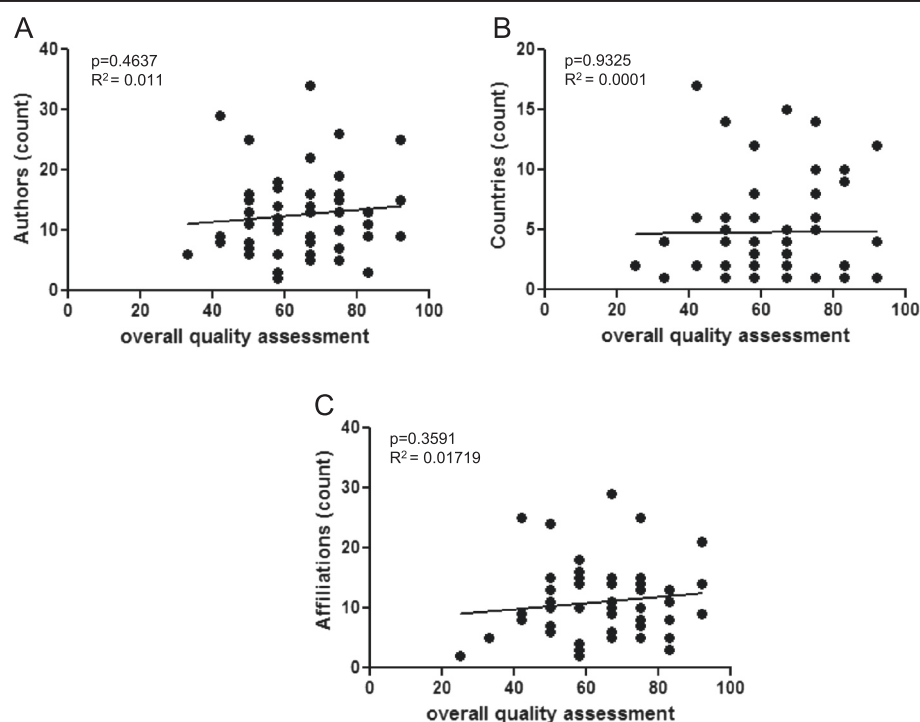 A
p=0.4637
R² = 0.011
Authors (count)
40
30
20
10
0
0 20 40 60 80 100
overall quality assessment
B
p=0.9325
R² = 0.0001
Countries (count)
20
15
10
5
0
0 20 40 60 80 100
overall quality assessment
C
p=0.3591
R² = 0.01719
Affiliations (count)
40
30
20
10
0
0 20 40 60 80 100
overall quality assessment